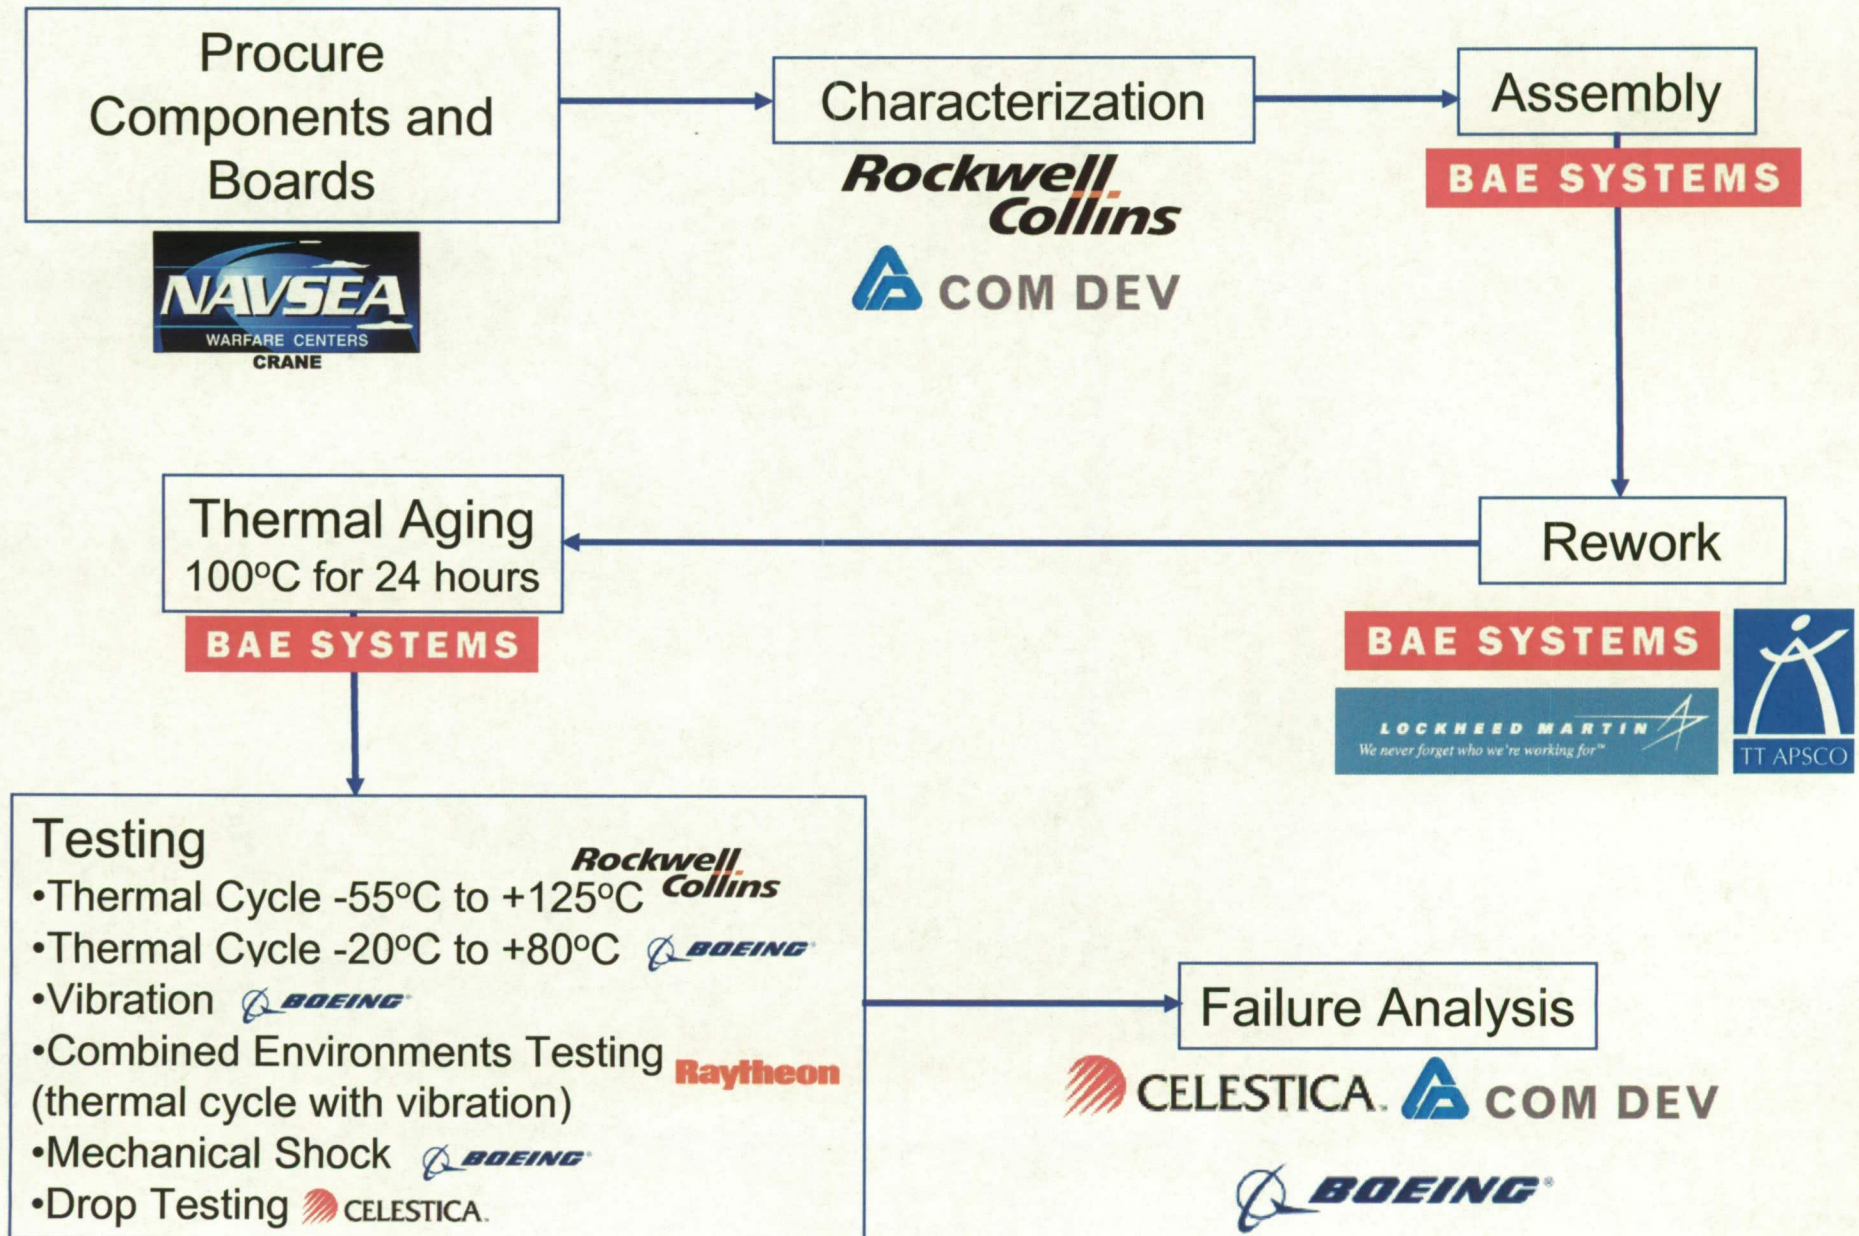 Procure
Components and
Boards
NAVSEA
WARFARE CENTERS
CRANE
Characterization
Rockwell
Collins
COM DEV
Assembly
BAE SYSTEMS
Rework
BAE SYSTEMS
LOCKHEED MARTIN
We never forget who we're working for™
TT APSCO
Thermal Aging
100°C for 24 hours
BAE SYSTEMS
Testing
•Thermal Cycle -55°C to +125°C Rockwell Collins
•Thermal Cycle -20°C to +80°C BOEING®
•Vibration BOEING®
•Combined Environments Testing Raytheon
(thermal cycle with vibration)
•Mechanical Shock BOEING®
•Drop Testing CELESTICA.
Failure Analysis
CELESTICA™ COM DEV
BOEING®